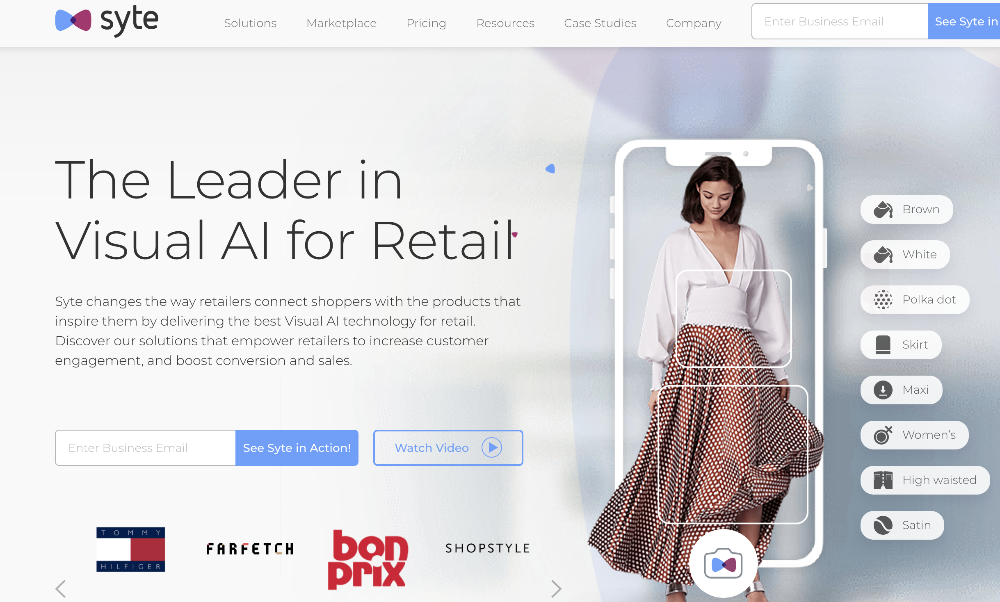 syte
Solutions
Marketplace
Pricing
Resources
Case Studies
Company
Enter Business Email
See Syte in
The Leader in
Visual AI for Retail
Syte changes the way retailers connect shoppers with the products that
inspire them by delivering the best Visual AI technology for retail.
Discover our solutions that empower retailers to increase customer
engagement, and boost conversion and sales.
Enter Business Email
See Syte in Action!
Watch Video
TOMMY
HILFIGER
FARFETCH
bon
prix
SHOPSTYLE
Brown
White
Polka dot
Skirt
Maxi
Women’s
High waisted
Satin